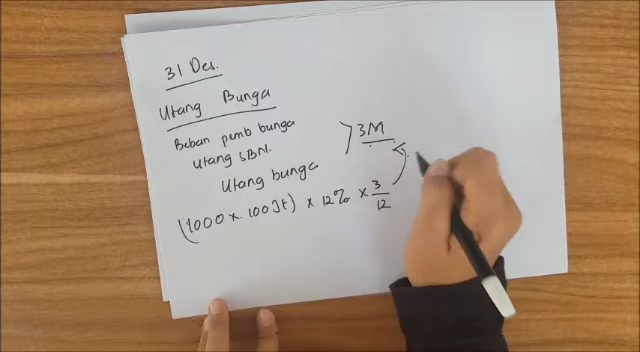 31 Des.
Utang Bunga
Beban pemb bunga
Utang SBN.
Utang bunga
3M
(1000 x. 100 Jt) x 12% x 3/12